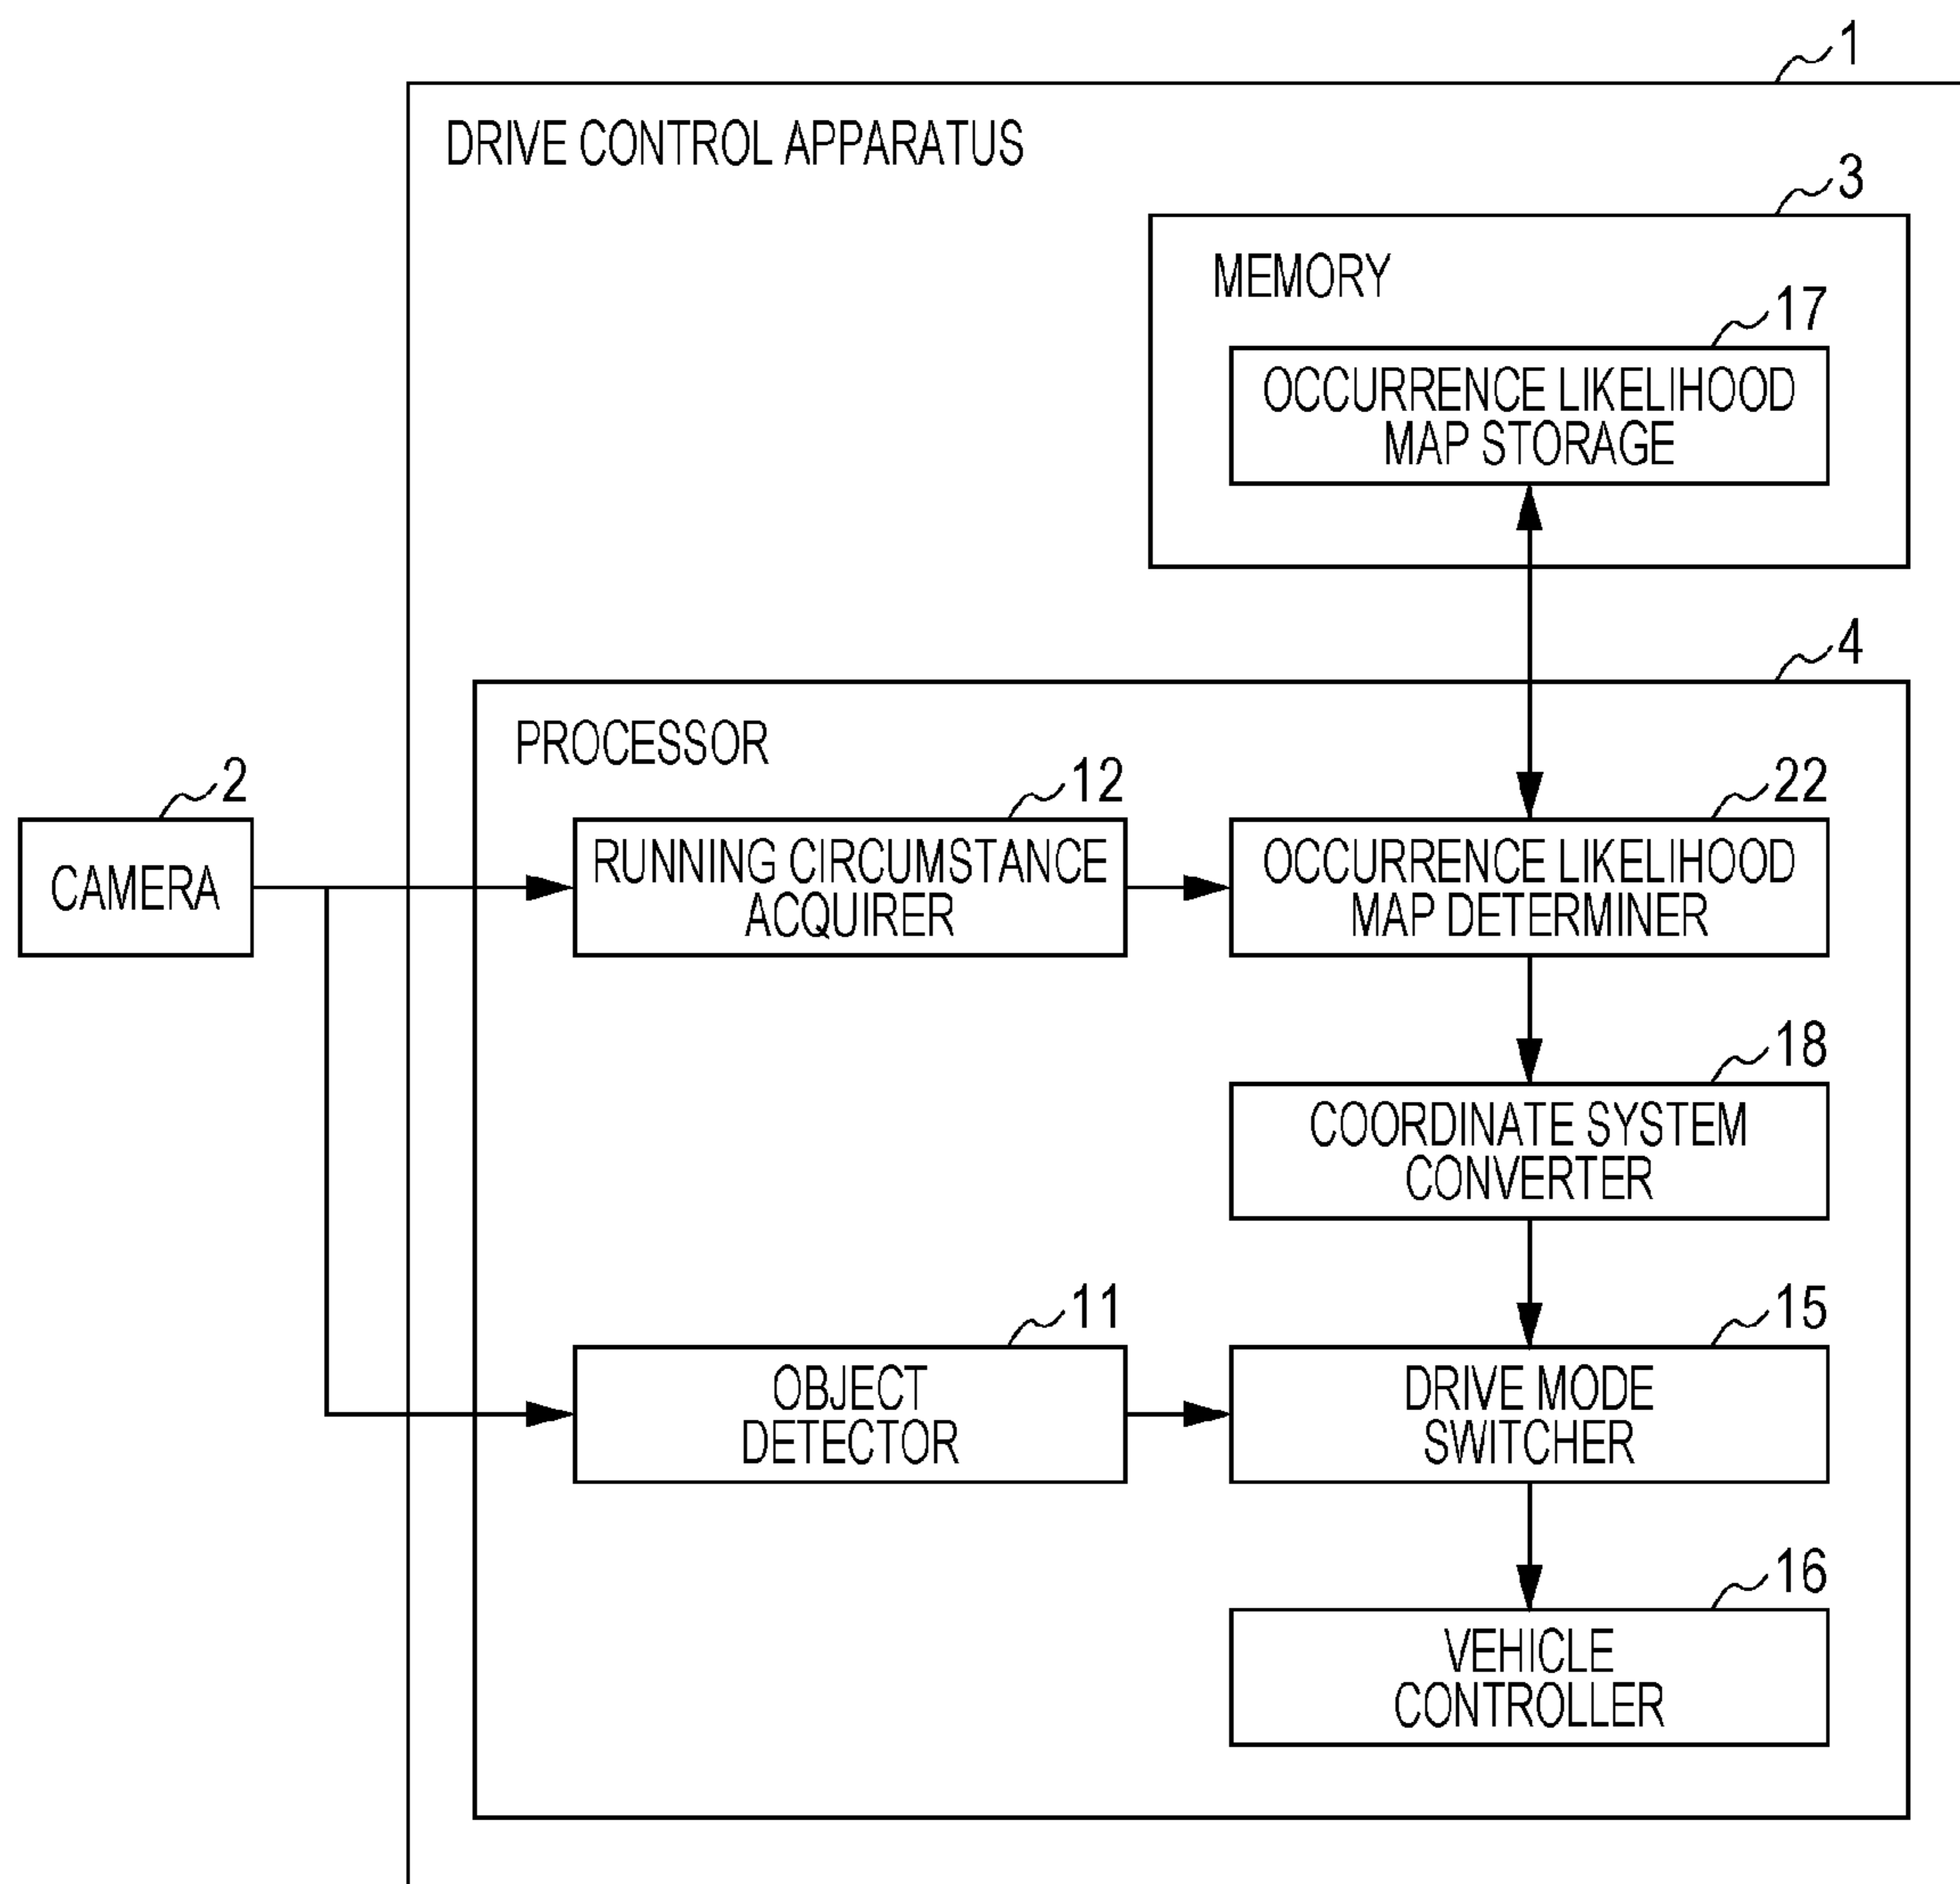 1
DRIVE CONTROL APPARATUS
3
MEMORY
17
OCCURRENCE LIKELIHOOD
MAP STORAGE
4
PROCESSOR
2
CAMERA
12
RUNNING CIRCUMSTANCE
ACQUIRER
22
OCCURRENCE LIKELIHOOD
MAP DETERMINER
18
COORDINATE SYSTEM
CONVERTER
11
OBJECT
DETECTOR
15
DRIVE MODE
SWITCHER
16
VEHICLE
CONTROLLER